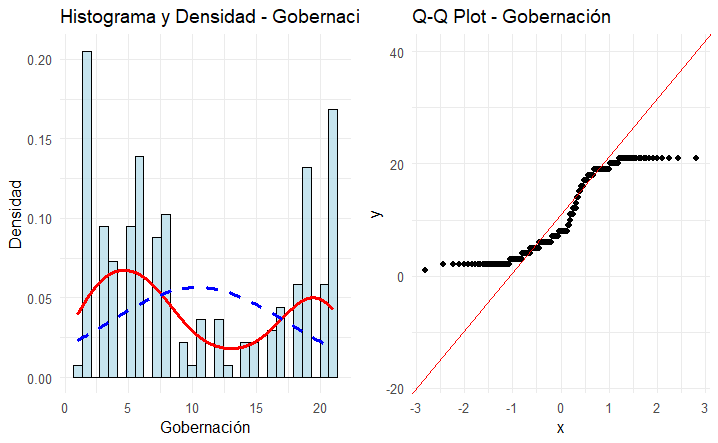 Histograma y Densidad - Gobernaci
0.20
0.15
0.10
0.05
0.00
Densidad
0 5 10 15 20
Gobernación
Q-Q Plot - Gobernación
40
20
0
-20
y
-3 -2 -1 0 1 2 3
x